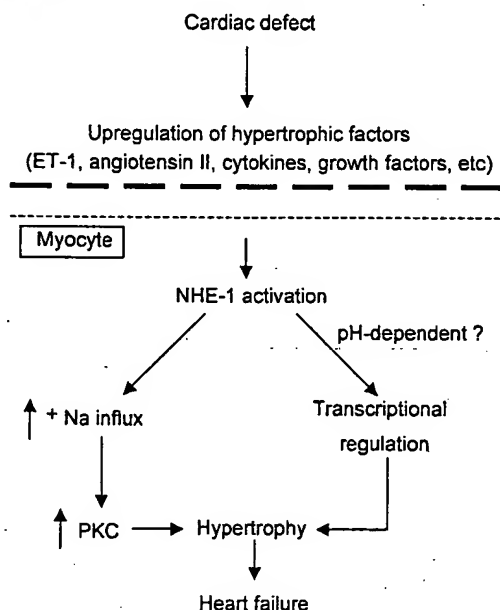 Cardiac defect
Upregulation of hypertrophic factors
(ET-1, angiotensin II, cytokines, growth factors, etc)
Myocyte
NHE-1 activation
pH-dependent ?
+ Na influx
Transcriptional
regulation
PKC
Hypertrophy
Heart failure